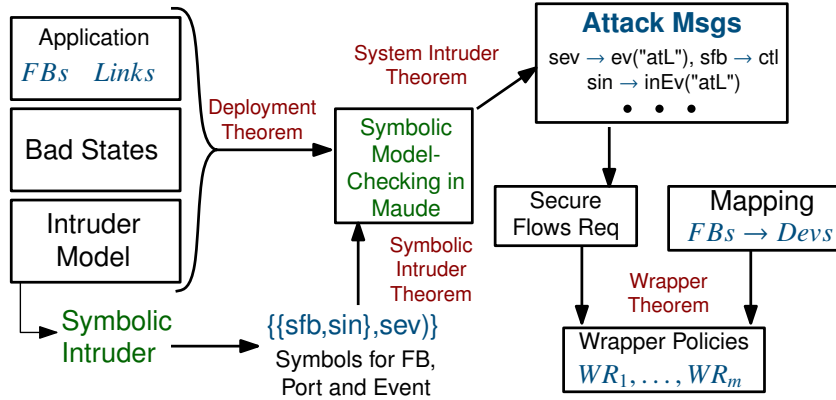 Application
FBs Links
Bad States
Intruder
Model
Symbolic
Intruder
Deployment
Theorem
{{sfb,sin},sev)}
Symbols for FB,
Port and Event
Symbolic
Model-
Checking in
Maude
Symbolic
Intruder
Theorem
System Intruder
Theorem
Attack Msgs
sev → ev("atL"), sfb → ctl
sin → inEv("atL")
• • •
Secure
Flows Req
Mapping
FBs → Devs
Wrapper
Theorem
Wrapper Policies
WR₁, . . . , WRₘ